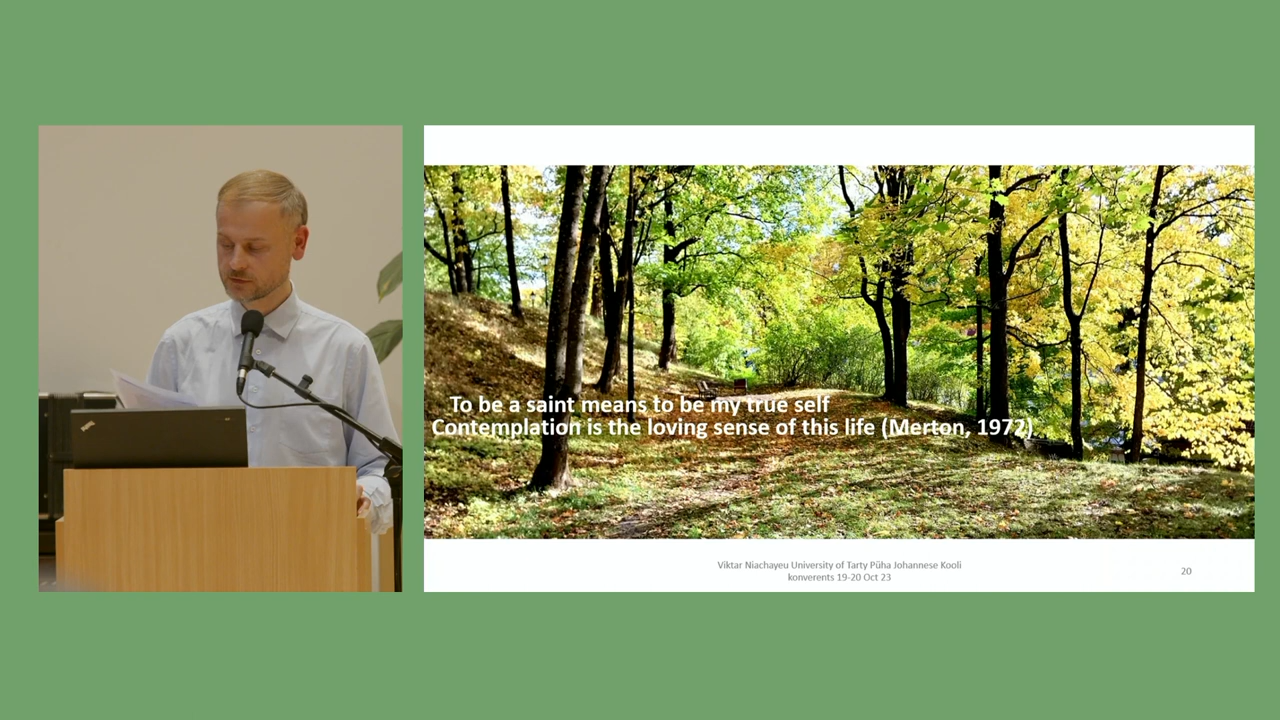 To be a saint means to be my true self
Contemplation is the loving sense of this life (Merton, 1972)
Viktar Niachayeu University of Tarty Püha Johannese Kooli
konverents 19-20 Oct 23
20